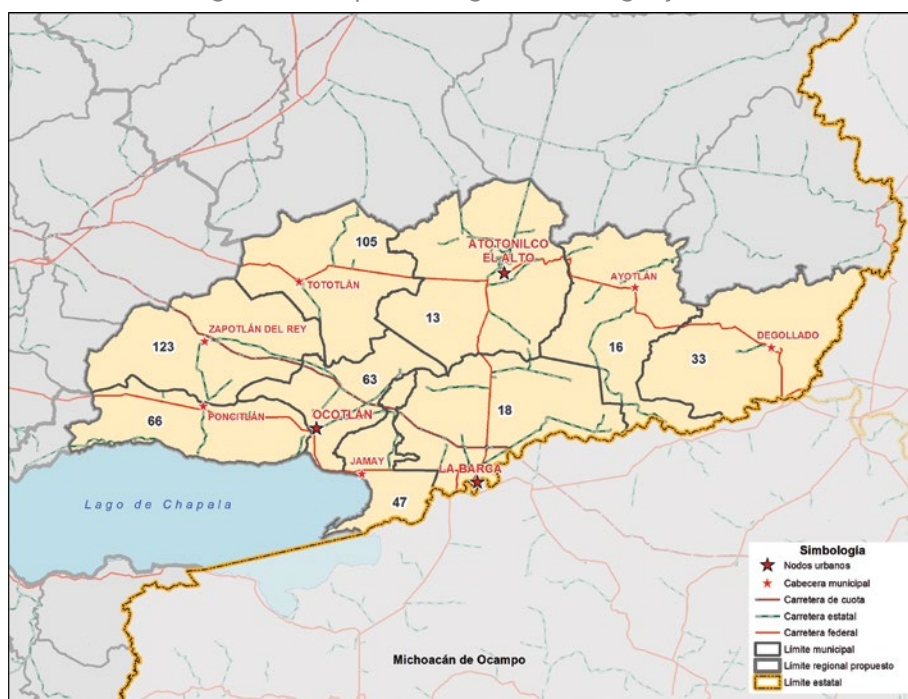 105
ATOTONILCO
EL ALTO
TOTOTLÁN
AYOTLÁN
13
ZAPOTLÁN DEL REY
123
DEGOLLADO
16
33
63
18
66
PONCITLÁN
OCOTLÁN
JAMAY
LA BARCA
Lago de Chapala
47
Simbología
Nodos urbanos
Cabecera municipal
Carretera de cuota
Carretera estatal
Carretera federal
Límite municipal
Límite regional propuesto
Límite estatal
Michoacán de Ocampo